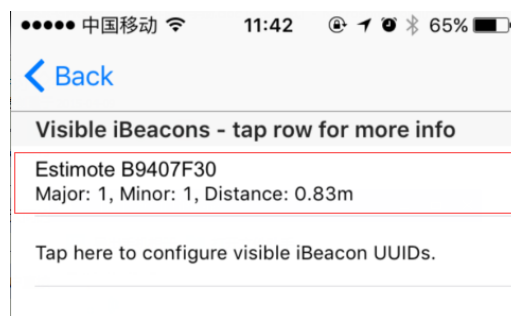 中国移动 11:42 65%
Back
Visible iBeacons - tap row for more info
Estimote B9407F30
Major: 1, Minor: 1, Distance: 0.83m
Tap here to configure visible iBeacon UUIDs.